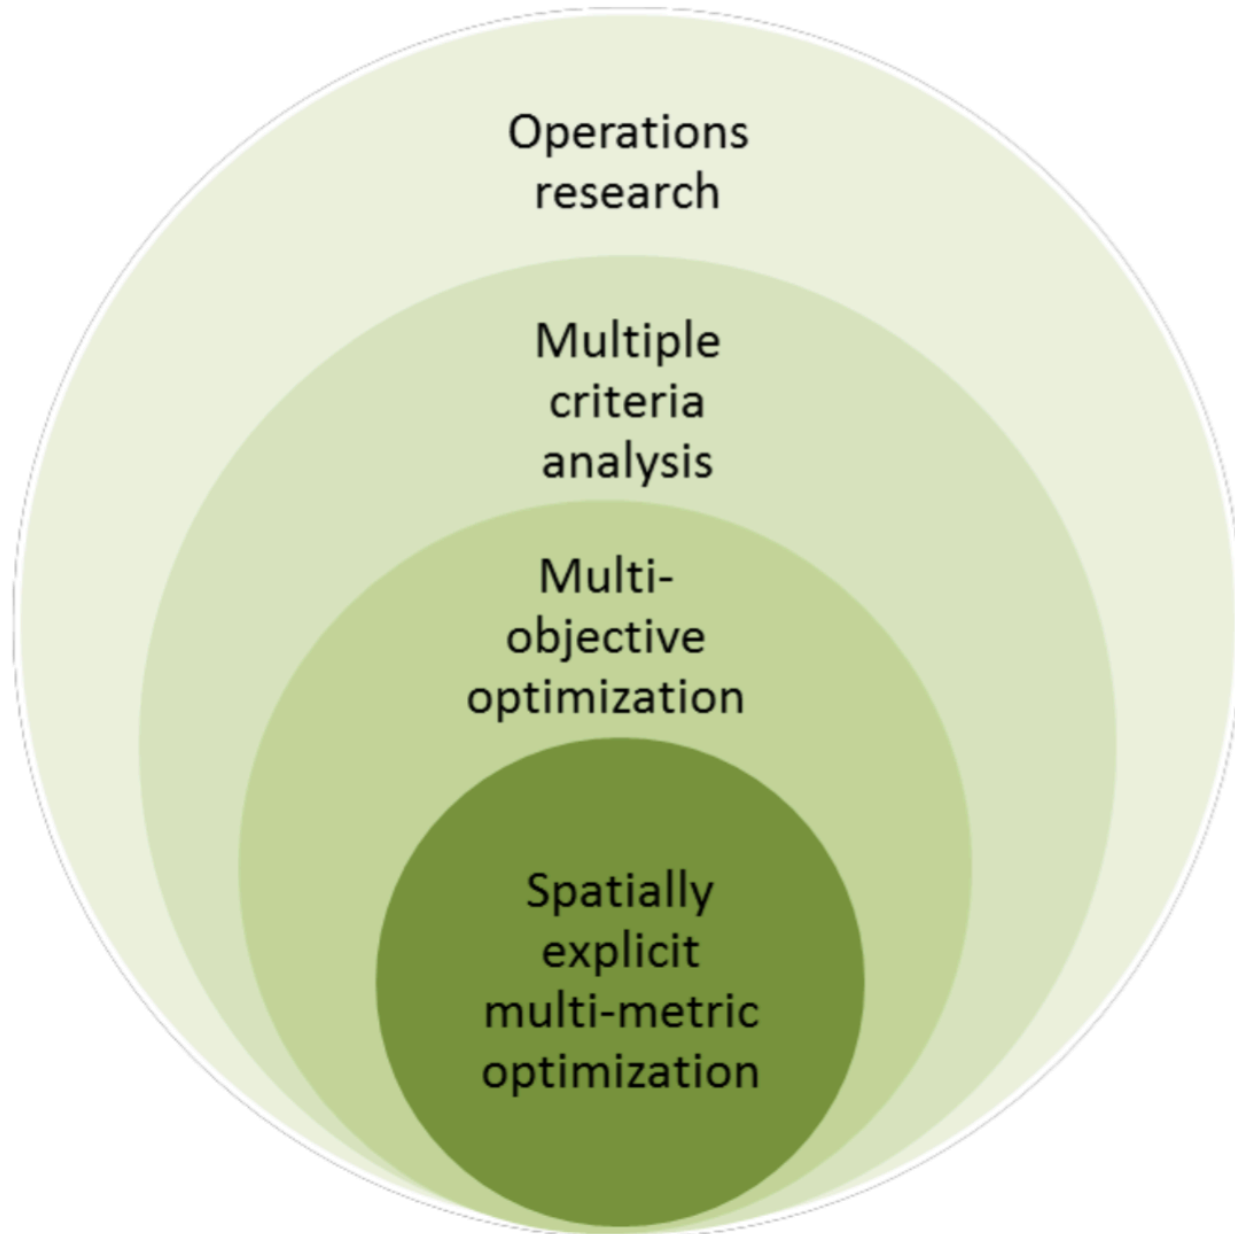 Operations
research
Multiple
criteria
analysis
Multi-
objective
optimization
Spatially
explicit
multi-metric
optimization